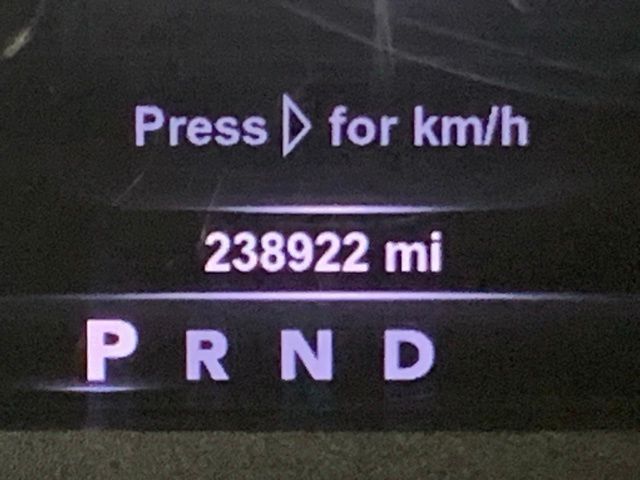 Press ▷ for km/h
238922 mi
P R N D